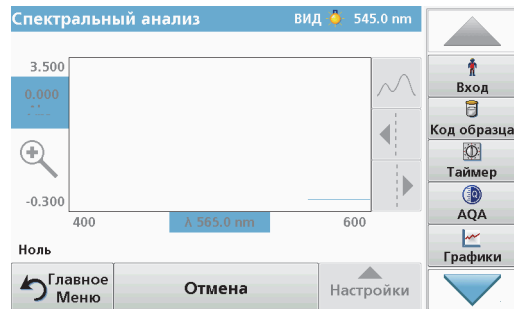 Спектральный анализ ВИД 545.0 nm
3.500
0.000
-0.300
400 λ 565.0 nm 600
Ноль
Главное Меню
Отмена
Настройки
Вход
Код образца
Таймер
AQA
Графики